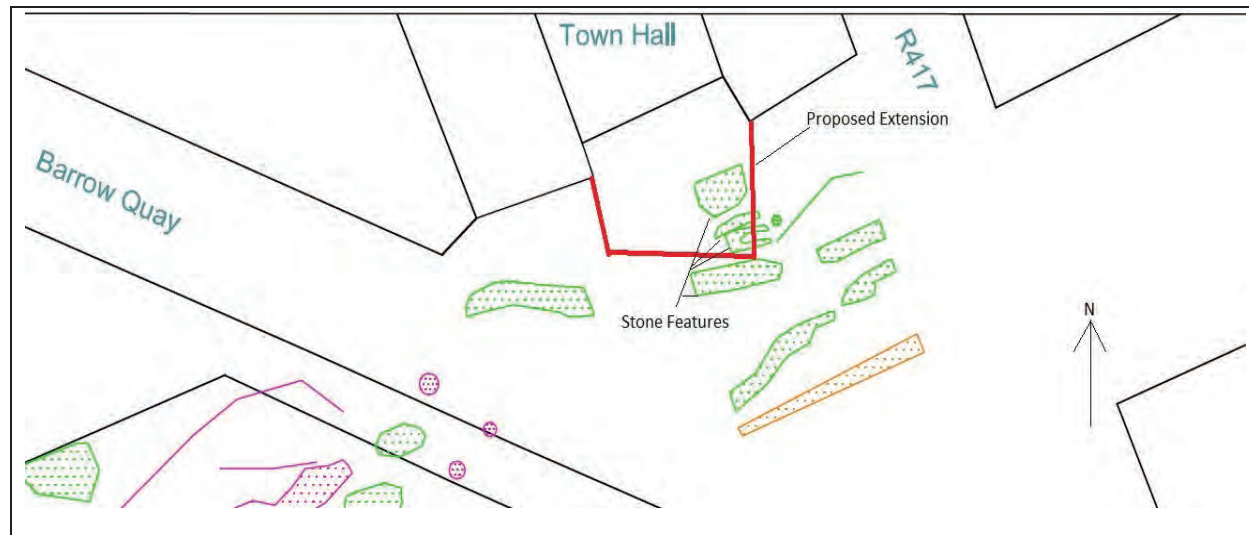 Town Hall
R417
Proposed Extension
Barrow Quay
Stone Features
N